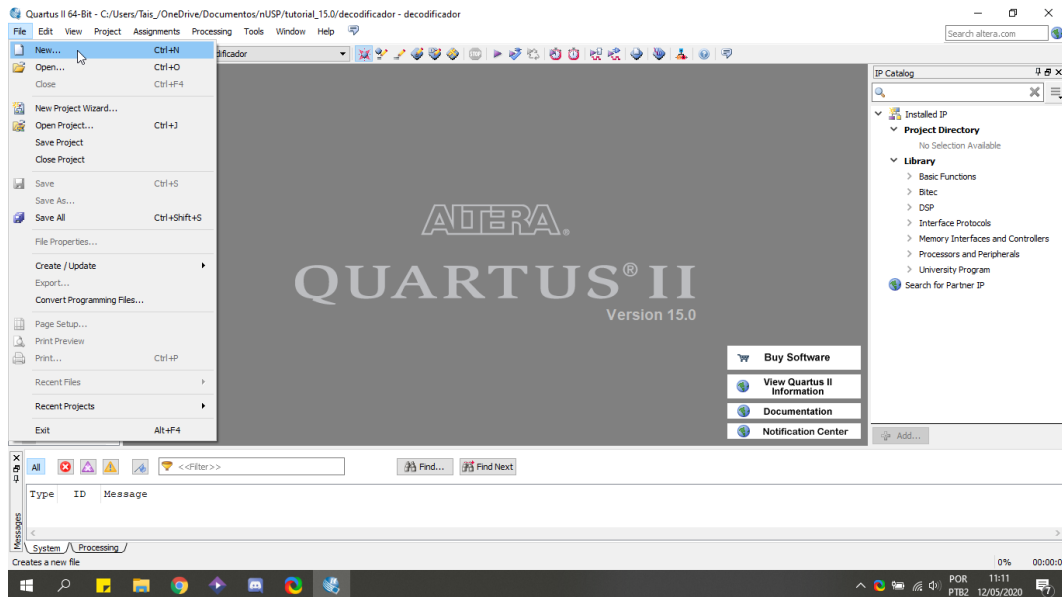 Quartus II 64-Bit - C:/Users/Tais_/OneDrive/Documentos/nUSP/tutorial_15.0/decodificador - decodificador
File Edit View Project Assignments Processing Tools Window Help
Search altera.com
New... Ctrl+N
Open... Ctrl+O
Close Ctrl+F4
New Project Wizard...
Open Project... Ctrl+J
Save Project
Close Project
Save Ctrl+S
Save As...
Save All Ctrl+Shift+S
File Properties...
Create / Update
Export...
Convert Programming Files...
Page Setup...
Print Preview
Print... Ctrl+P
Recent Files
Recent Projects
Exit Alt+F4
dificador
ALTERA®
QUARTUS® II
Version 15.0
Buy Software
View Quartus II
Information
Documentation
Notification Center
IP Catalog
Installed IP
Project Directory
No Selection Available
Library
Basic Functions
Bitec
DSP
Interface Protocols
Memory Interfaces and Controllers
Processors and Peripherals
University Program
Search for Partner IP
Add...
All <<Filter>> Find... Find Next
Type ID Message
Messages
System Processing
Creates a new file 0% 00:00:0
POR 11:11
PTB2 12/05/2020
7